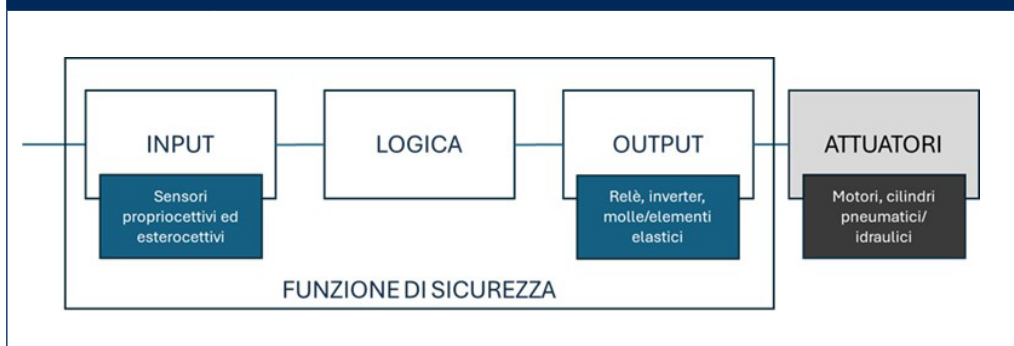 INPUT
Sensori
propriocettivi ed
esterocettivi
LOGICA
OUTPUT
Relè, inverter,
molle/elementi
elastici
ATTUATORI
Motori, cilindri
pneumatici/
idraulici
FUNZIONE DI SICUREZZA